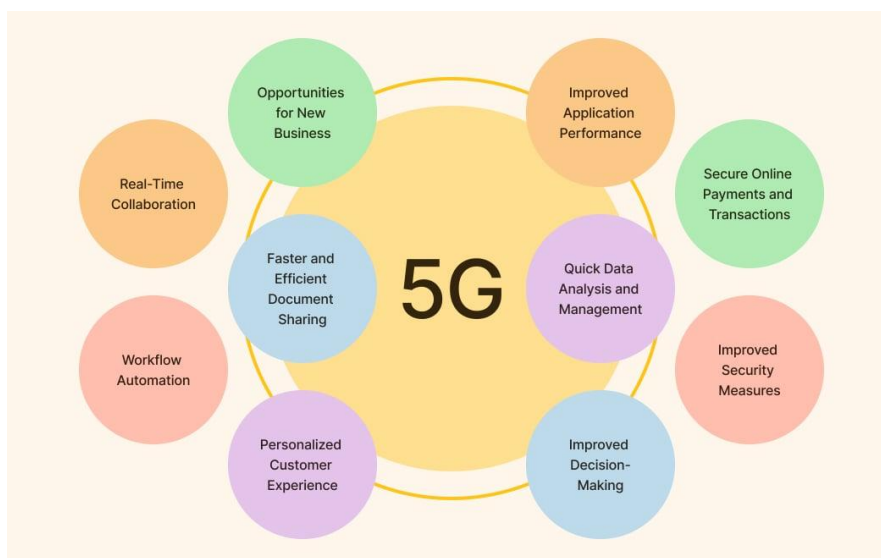 Opportunities
for New
Business
Improved
Application
Performance
Real-Time
Collaboration
Secure Online
Payments and
Transactions
Faster and
Efficient
Document
Sharing
5G
Quick Data
Analysis and
Management
Workflow
Automation
Improved
Security
Measures
Personalized
Customer
Experience
Improved
Decision-
Making